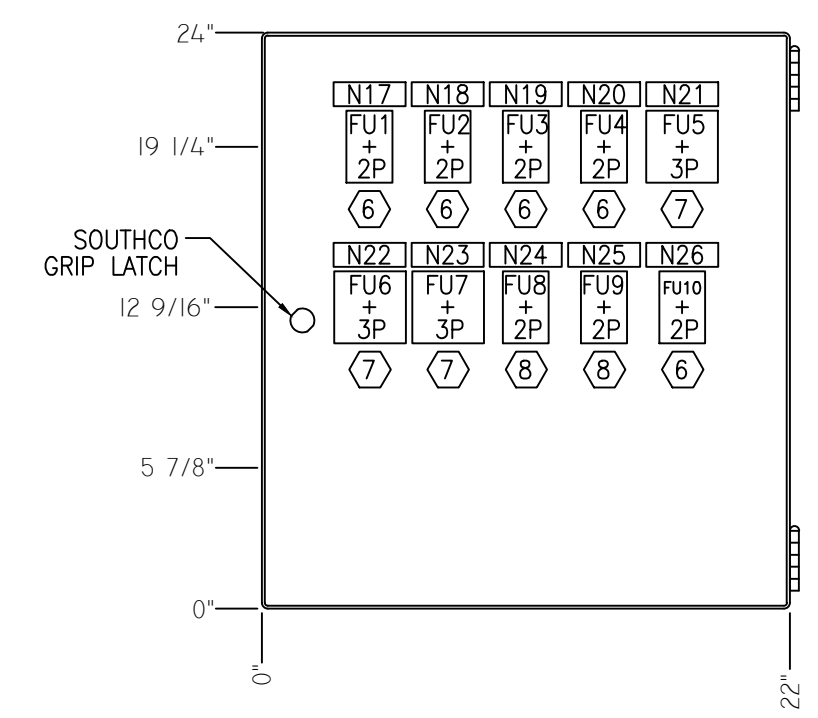 24"
N17 N18 N19 N20 N21
FU1 FU2 FU3 FU4 FU5
+ + + + +
2P 2P 2P 2P 3P
19 1/4"
6 6 6 6 7
SOUTHCO
GRIP LATCH
N22 N23 N24 N25 N26
FU6 FU7 FU8 FU9 FU10
+ + + + +
3P 3P 2P 2P 2P
12 9/16"
7 7 8 8 6
5 7/8"
0"
0"
22"